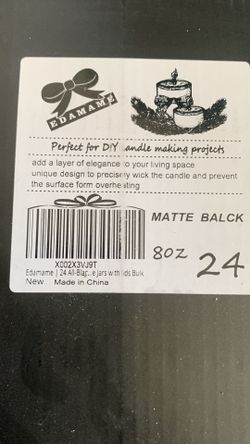 EDAMAME
Perfect for DIY andle making projects
add a layer of elegance o your living space
unique design to precisely wick the candle and prevent
the surface form overheating
MATTE BALCK
8oz 24
X002X3VJ9T
Edamame | 24 All-Blac... e jars with lids Bulk
New Made in China